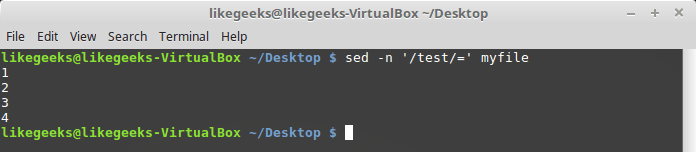 likegeeks@likegeeks-VirtualBox ~/Desktop
File Edit View Search Terminal Help
likegeeks@likegeeks-VirtualBox ~/Desktop $ sed -n '/test/=' myfile
1
2
3
4
likegeeks@likegeeks-VirtualBox ~/Desktop $